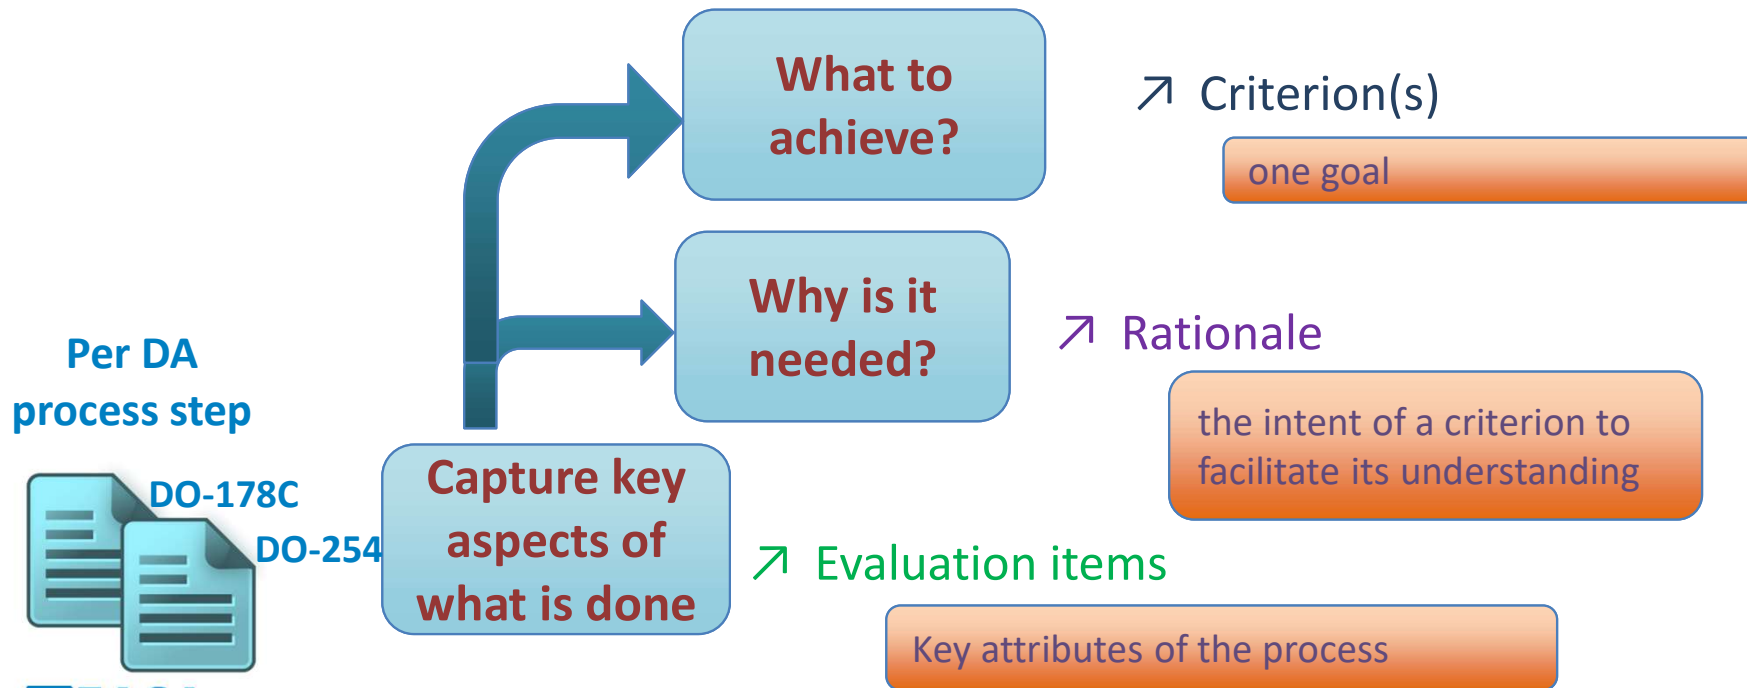 What to
achieve?
↗ Criterion(s)
one goal
Why is it
needed?
↗ Rationale
the intent of a criterion to
facilitate its understanding
Per DA
process step
DO-178C
DO-254
Capture key
aspects of
what is done
↗ Evaluation items
Key attributes of the process